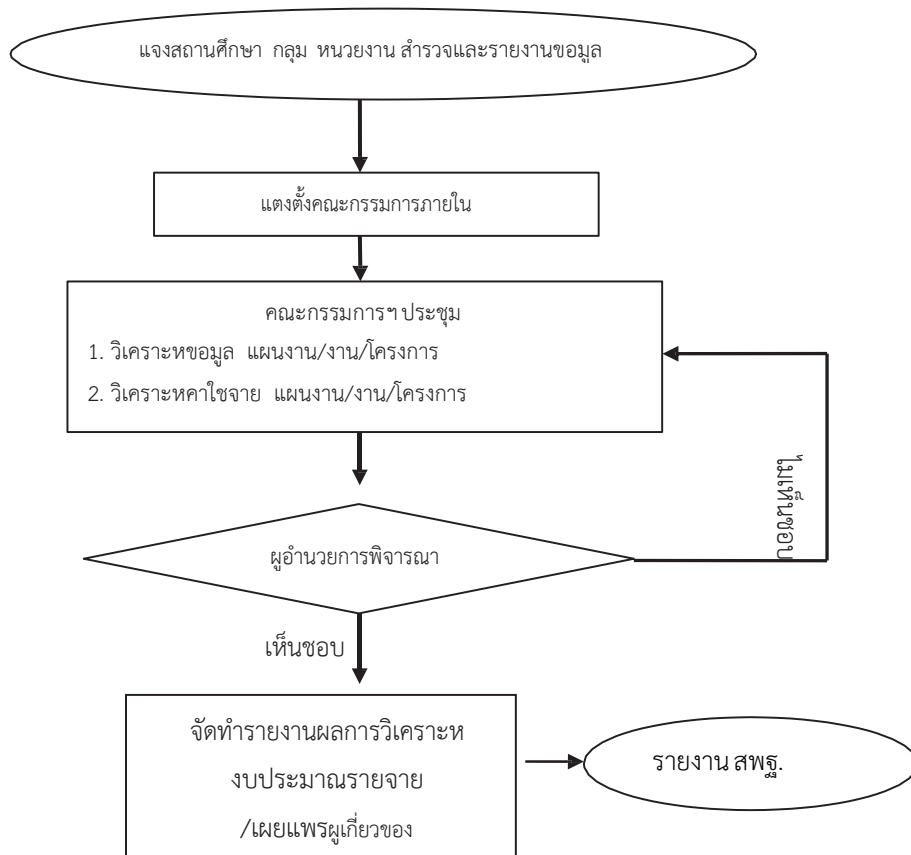 แจงสถานศึกษา กลุม หนวยงาน สำรวจและรายงานขอมูล
แตงตั้งคณะกรรมการภายใน
คณะกรรมการฯ ประชุม
1. วิเคราะหขอมูล แผนงาน/งาน/โครงการ
2. วิเคราะหคาใชจาย แผนงาน/งาน/โครงการ
ไมเห็นชอบ
ผูอำนวยการพิจารณา
เห็นชอบ
จัดทำรายงานผลการวิเคราะห
งบประมาณรายจาย
/เผยแพรผูเกี่ยวของ
รายงาน สพฐ.